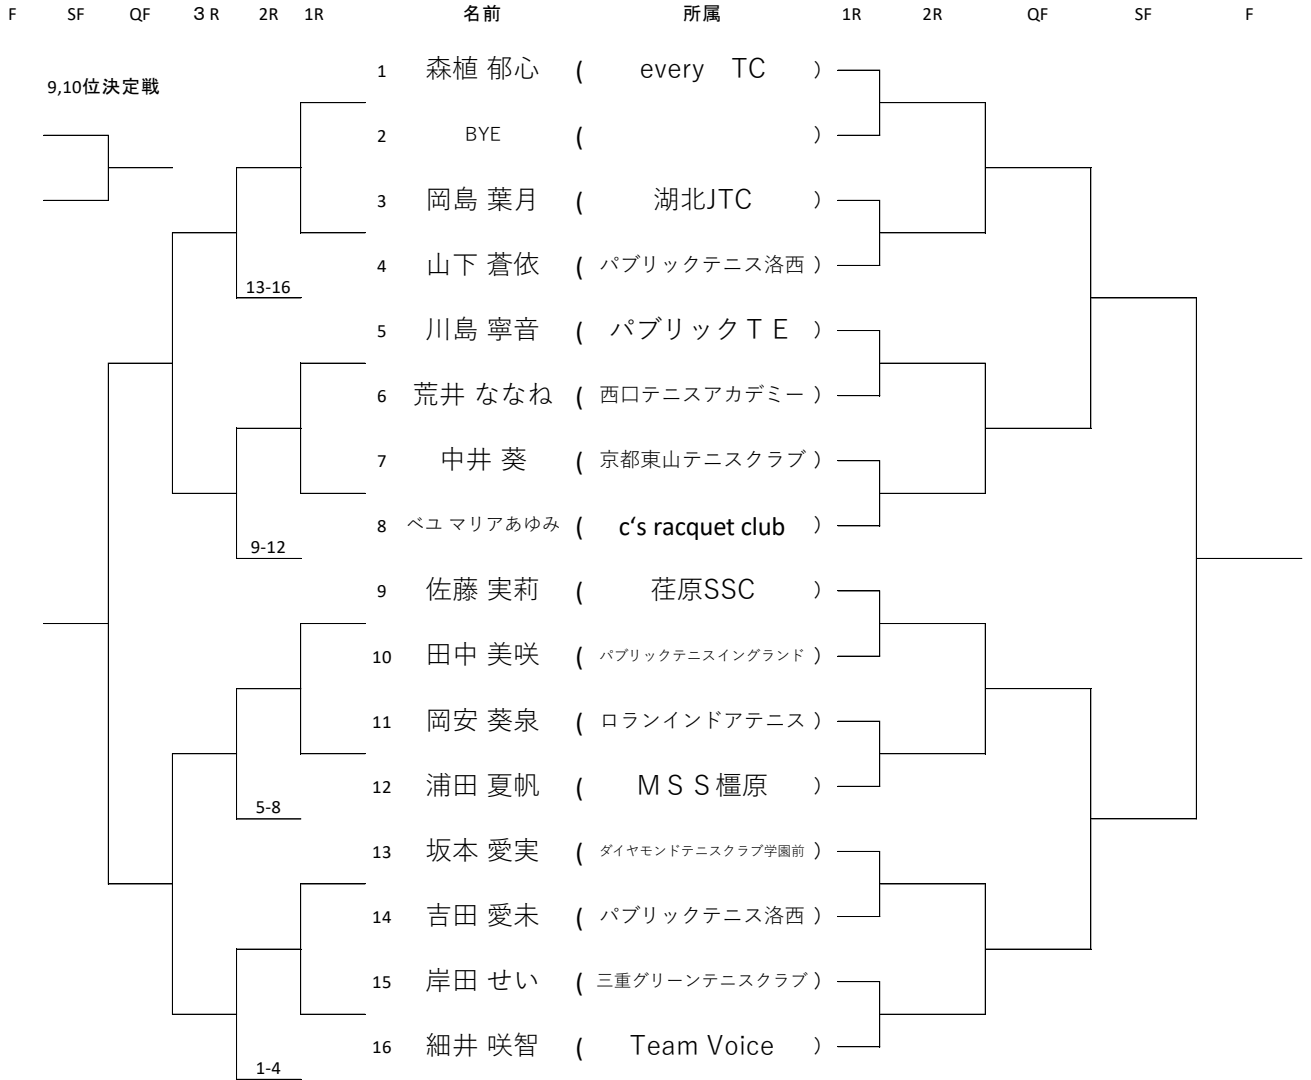 F SF QF ３R 2R 1R 名前 所属 1R 2R QF SF F
1 森植 郁心 ( every　TC )
9,10位決定戦
2 BYE ( )
3 岡島 葉月 ( 湖北JTC )
4 山下 蒼依 ( パブリックテニス洛西 )
13-16
5 川島 寧音 ( パブリックＴＥ )
6 荒井 ななね ( 西口テニスアカデミー )
7 中井 葵 ( 京都東山テニスクラブ )
8 ベユ マリアあゆみ ( c‘s racquet club )
9-12
9 佐藤 実莉 ( 荏原SSC )
10 田中 美咲 ( パブリックテニスイングランド )
11 岡安 葵泉 ( ロランインドアテニス )
12 浦田 夏帆 ( ＭＳＳ橿原 )
5-8
13 坂本 愛実 ( ダイヤモンドテニスクラブ学園前 )
14 吉田 愛未 ( パブリックテニス洛西 )
15 岸田 せい ( 三重グリーンテニスクラブ )
16 細井 咲智 ( Team Voice )
1-4